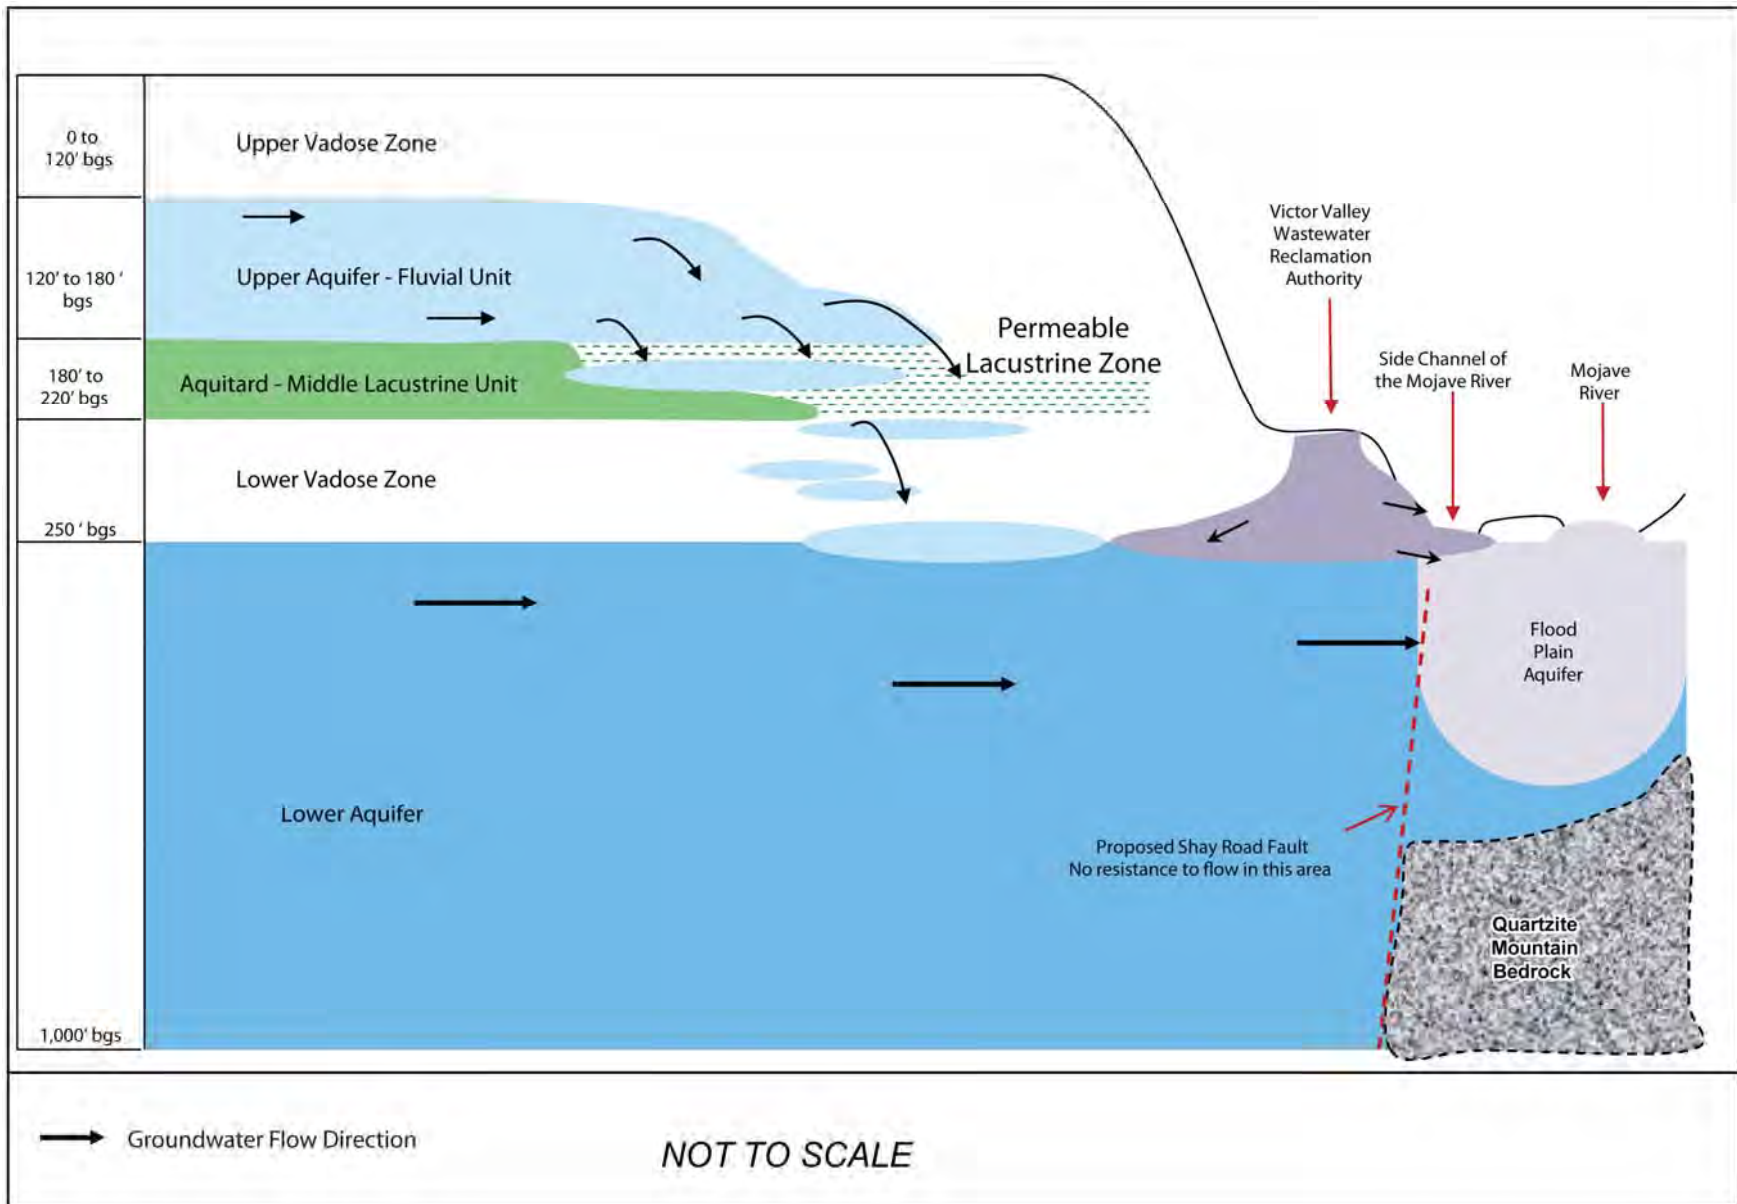 0 to
120' bgs
Upper Vadose Zone
120' to 180 '
bgs
Upper Aquifer - Fluvial Unit
180' to
220' bgs
Aquitard - Middle Lacustrine Unit
Permeable
Lacustrine Zone
Lower Vadose Zone
250 ' bgs
Victor Valley
Wastewater
Reclamation
Authority
Side Channel of
the Mojave River
Mojave
River
Flood
Plain
Aquifer
Lower Aquifer
Proposed Shay Road Fault
No resistance to flow in this area
Quartzite
Mountain
Bedrock
1,000' bgs
Groundwater Flow Direction
NOT TO SCALE